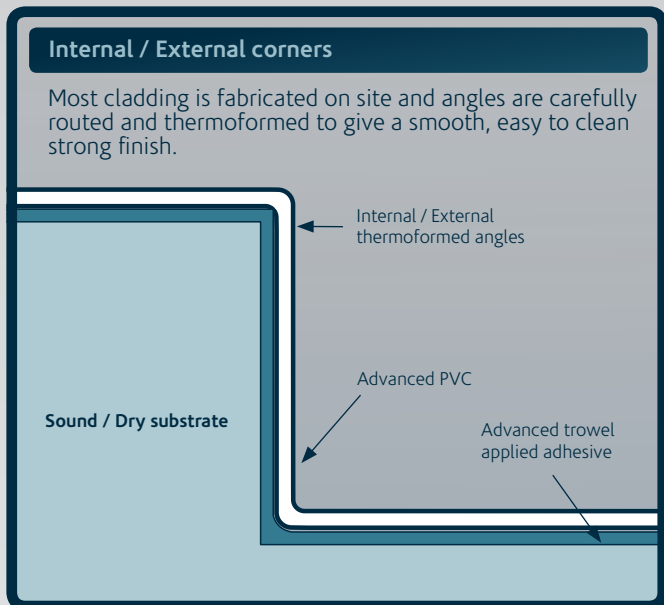 Internal / External corners
Most cladding is fabricated on site and angles are carefully
routed and thermoformed to give a smooth, easy to clean
strong finish.
Internal / External
thermoformed angles
Advanced PVC
Sound / Dry substrate
Advanced trowel
applied adhesive